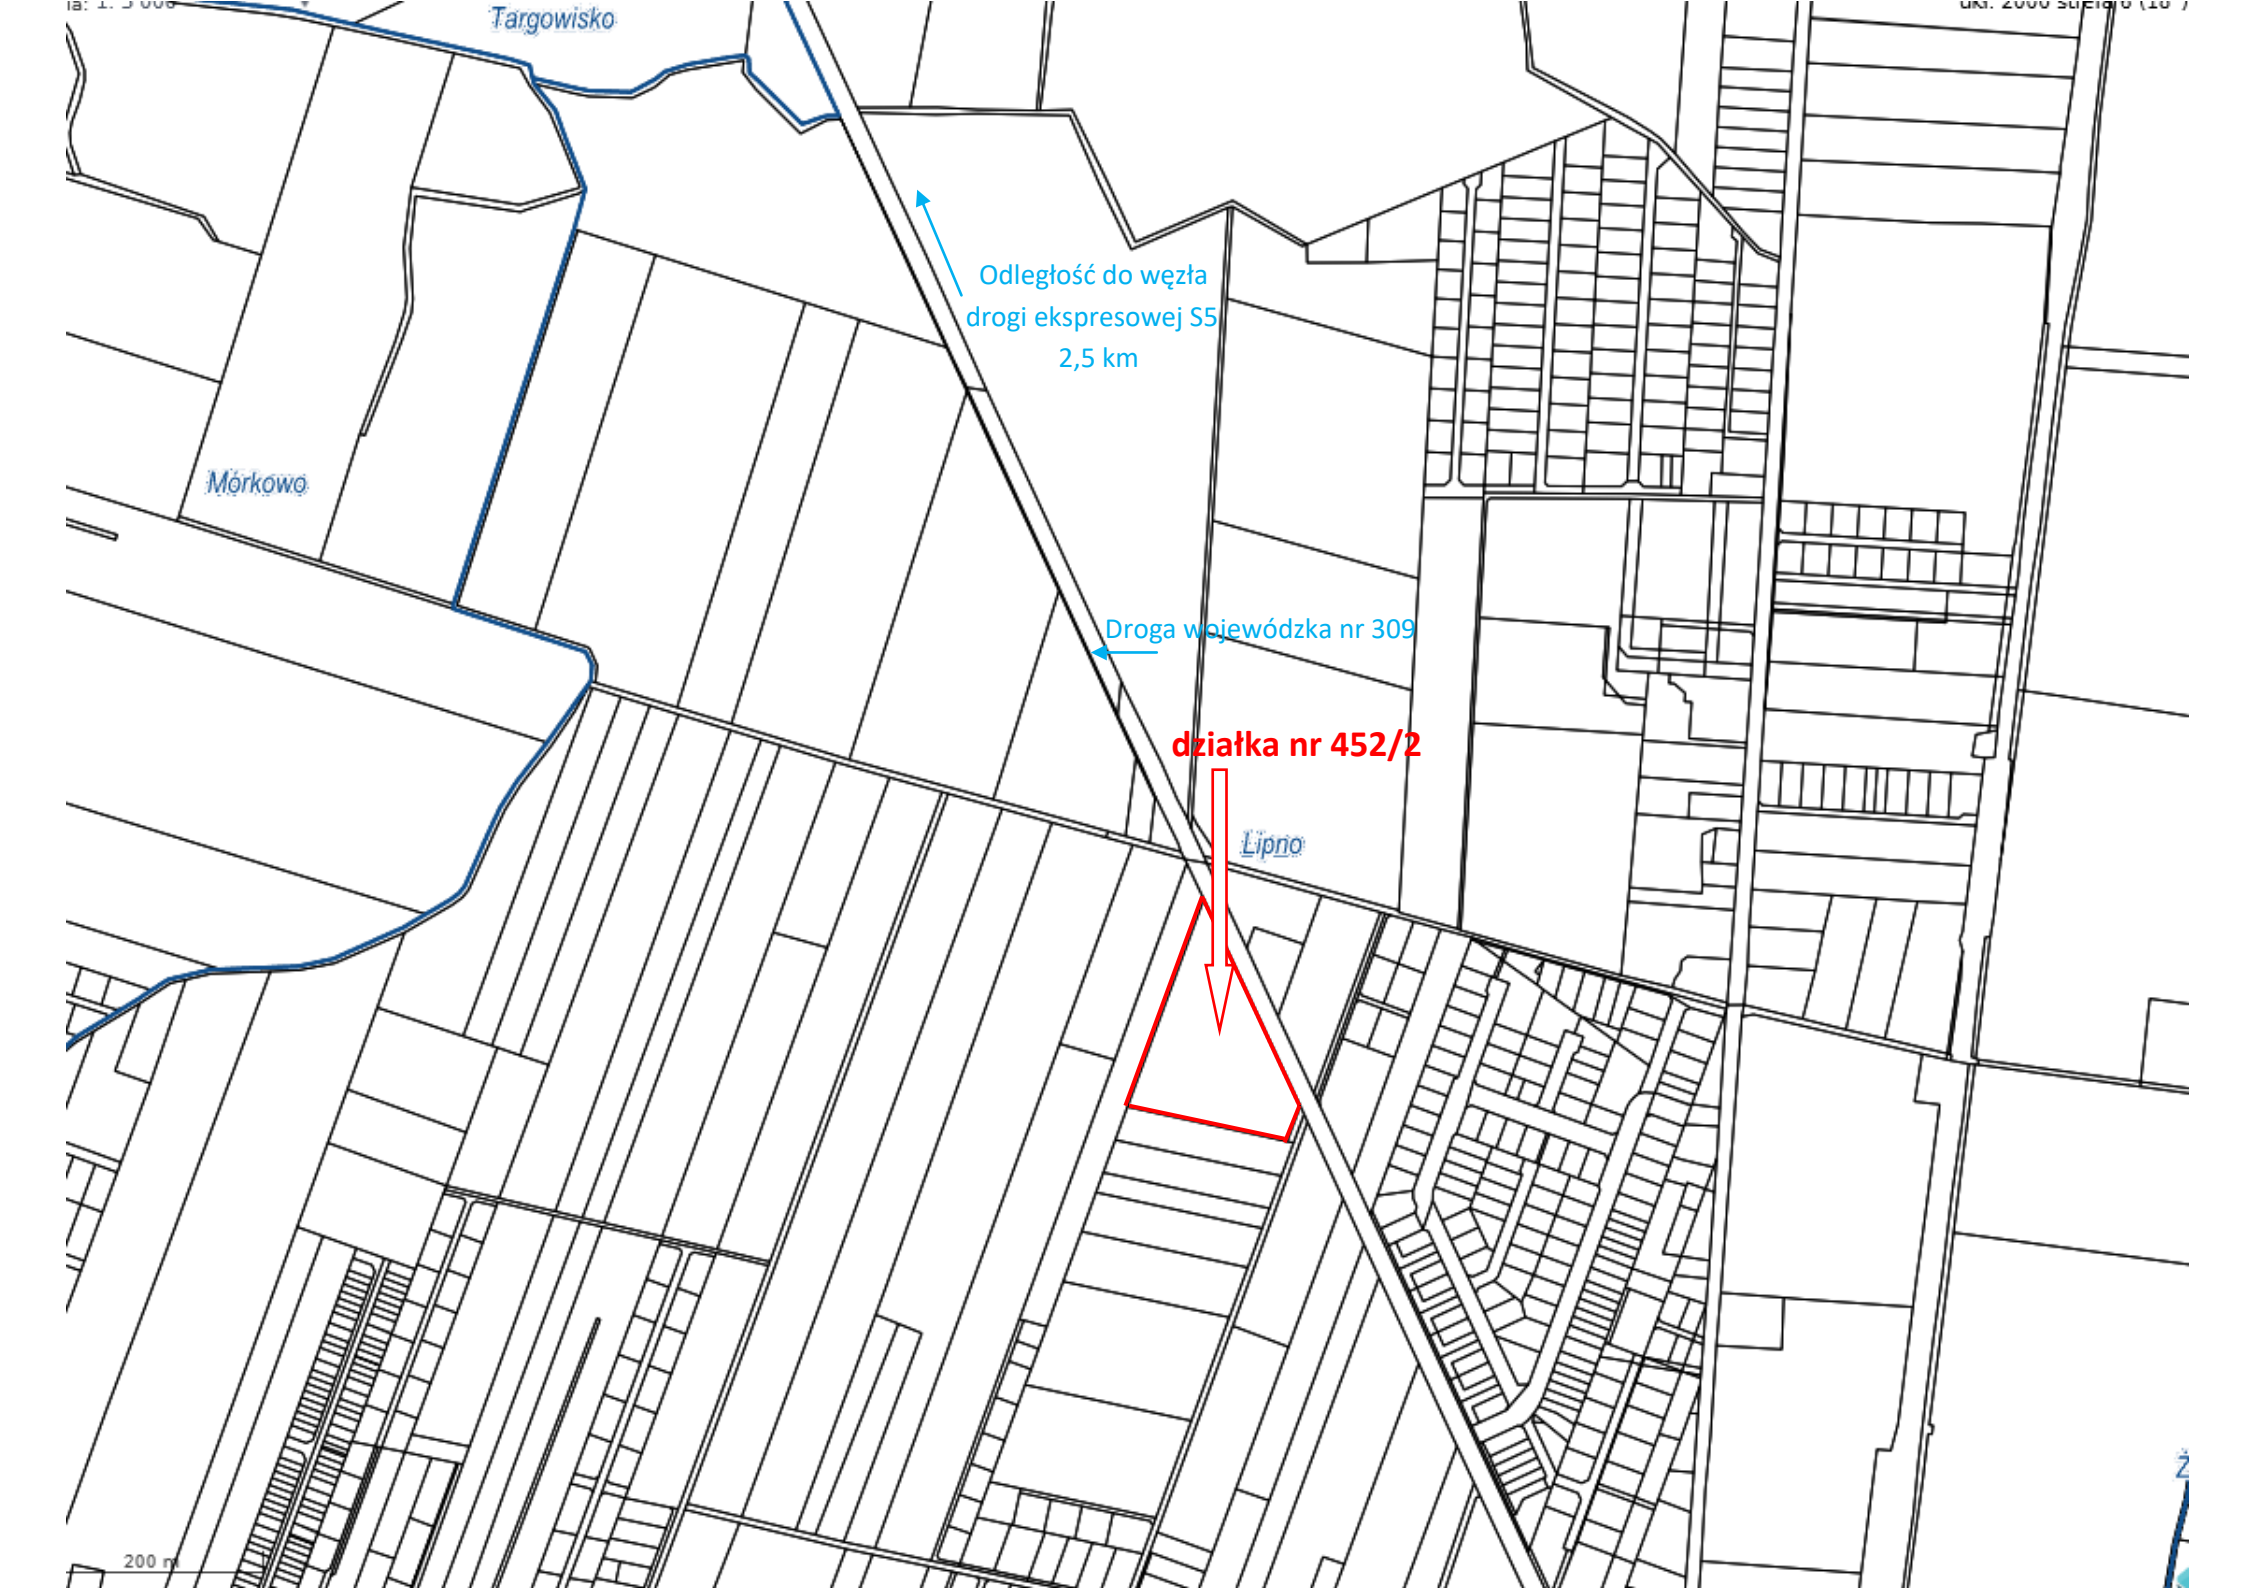 Targowisko
Odległość do węzła
drogi ekspresowej S5
2,5 km
Mórkowo
Droga wojewódzka nr 309
działka nr 452/2
Lipno
Ż
200 m